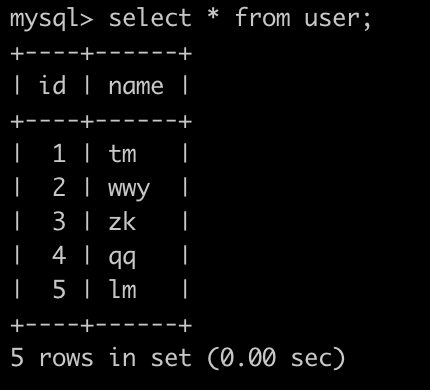 mysql> select * from user;
+----+------+
| id | name |
+----+------+
|  1 | tm   |
|  2 | wwy  |
|  3 | zk   |
|  4 | qq   |
|  5 | lm   |
+----+------+
5 rows in set (0.00 sec)